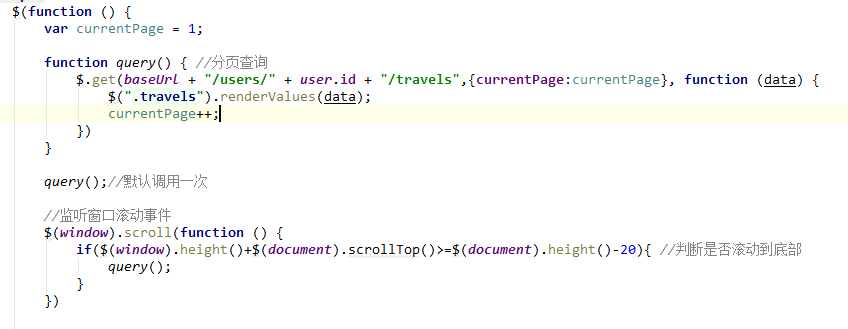 $(function () {
    var currentPage = 1;
    function query() { //分页查询
        $.get(baseUrl + "/users/" + user.id + "/travels",{currentPage:currentPage}, function (data) {
            $(".travels").renderValues(data);
            currentPage++;
        })
    }
    query();//默认调用一次
    //监听窗口滚动事件
    $(window).scroll(function () {
        if($(window).height()+$(document).scrollTop()>=$(document).height()-20){ //判断是否滚动到底部
            query();
        }
    })